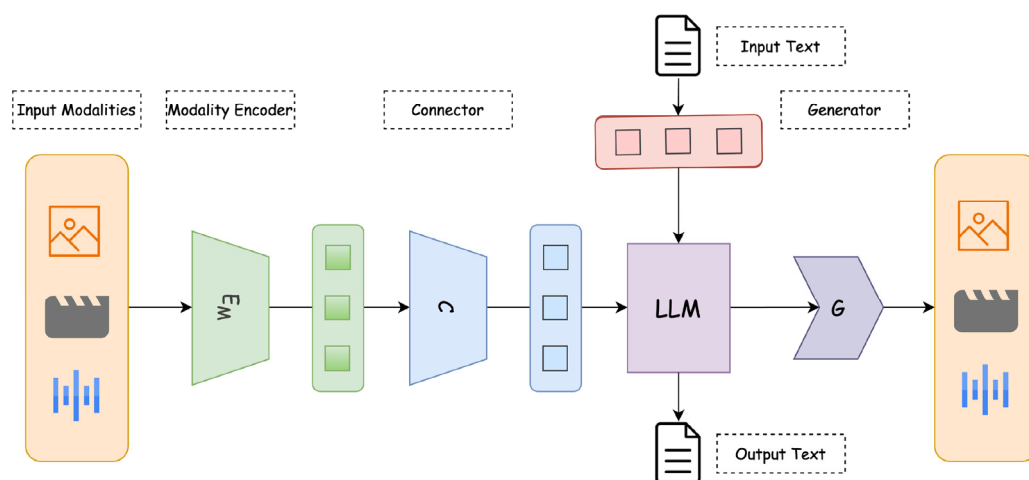 Input Text
Input Modalities
Modality Encoder
Connector
Generator
E_M
C
LLM
G
Output Text